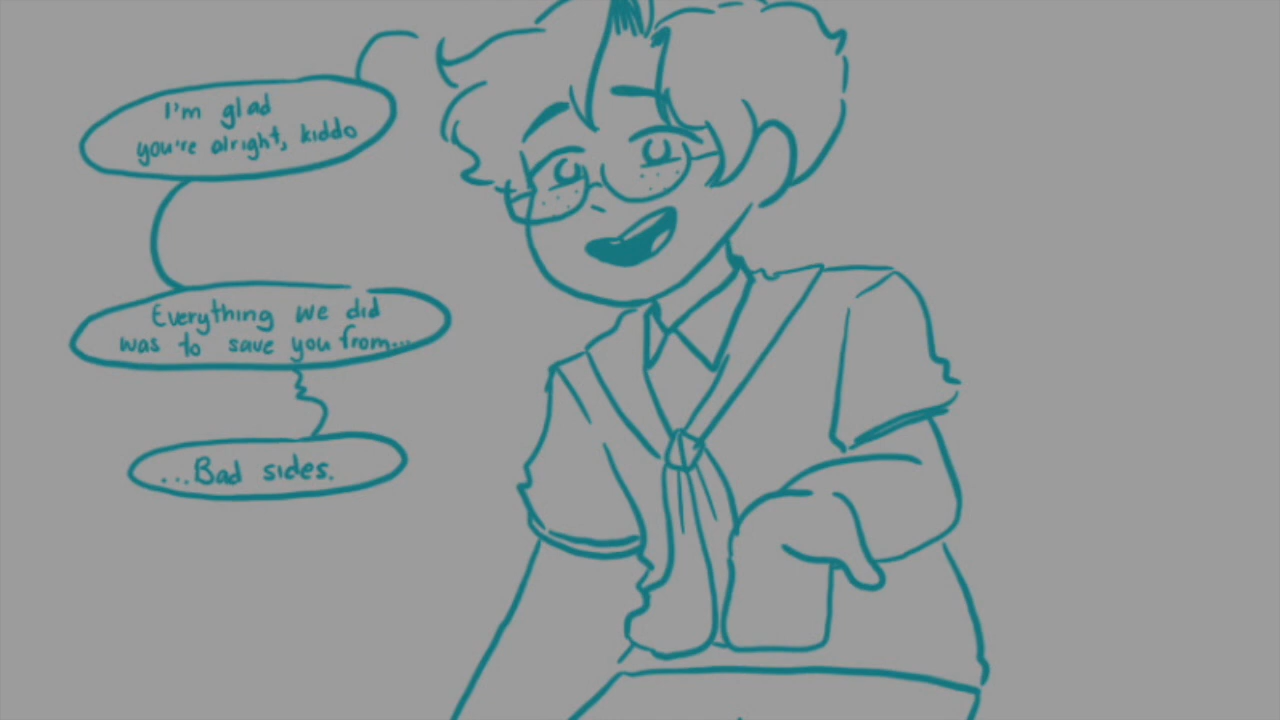 I'm glad
you're alright, kiddo
Everything we did
was to save you from...
...Bad sides.